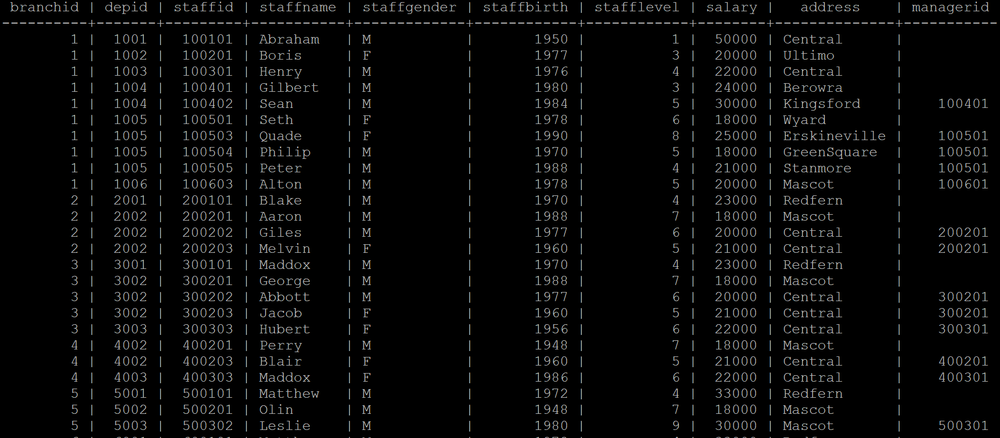 branchid | depid | staffid | staffname | staffgender | staffbirth | stafflevel | salary |   address    | managerid
----------+-------+---------+-----------+-------------+------------+------------+--------+--------------+-----------
        1 |  1001 |  100101 | Abraham   | M           |       1950 |          1 |  50000 | Central      |
        1 |  1002 |  100201 | Boris     | F           |       1977 |          3 |  20000 | Ultimo       |
        1 |  1003 |  100301 | Henry     | M           |       1976 |          4 |  22000 | Central      |
        1 |  1004 |  100401 | Gilbert   | M           |       1980 |          3 |  24000 | Berowra      |
        1 |  1004 |  100402 | Sean      | M           |       1984 |          5 |  30000 | Kingsford    |    100401
        1 |  1005 |  100501 | Seth      | F           |       1978 |          6 |  18000 | Wyard        |
        1 |  1005 |  100503 | Quade     | F           |       1990 |          8 |  25000 | Erskineville |    100501
        1 |  1005 |  100504 | Philip    | M           |       1970 |          5 |  18000 | GreenSquare  |    100501
        1 |  1005 |  100505 | Peter     | M           |       1988 |          4 |  21000 | Stanmore     |    100501
        1 |  1006 |  100603 | Alton     | M           |       1978 |          5 |  20000 | Mascot       |    100601
        2 |  2001 |  200101 | Blake     | M           |       1970 |          4 |  23000 | Redfern      |
        2 |  2002 |  200201 | Aaron     | M           |       1988 |          7 |  18000 | Mascot       |
        2 |  2002 |  200202 | Giles     | M           |       1977 |          6 |  20000 | Central      |    200201
        2 |  2002 |  200203 | Melvin    | F           |       1960 |          5 |  21000 | Central      |    200201
        3 |  3001 |  300101 | Maddox    | M           |       1970 |          4 |  23000 | Redfern      |
        3 |  3002 |  300201 | George    | M           |       1988 |          7 |  18000 | Mascot       |
        3 |  3002 |  300202 | Abbott    | M           |       1977 |          6 |  20000 | Central      |    300201
        3 |  3002 |  300203 | Jacob     | F           |       1960 |          5 |  21000 | Central      |    300201
        3 |  3003 |  300303 | Hubert    | F           |       1956 |          6 |  22000 | Central      |    300301
        4 |  4002 |  400201 | Perry     | M           |       1948 |          7 |  18000 | Mascot       |
        4 |  4002 |  400203 | Blair     | F           |       1960 |          5 |  21000 | Central      |    400201
        4 |  4003 |  400303 | Maddox    | F           |       1986 |          6 |  22000 | Central      |    400301
        5 |  5001 |  500101 | Matthew   | M           |       1972 |          4 |  33000 | Redfern      |
        5 |  5002 |  500201 | Olin      | M           |       1948 |          7 |  18000 | Mascot       |
        5 |  5003 |  500302 | Leslie    | M           |       1980 |          9 |  30000 | Mascot       |    500301